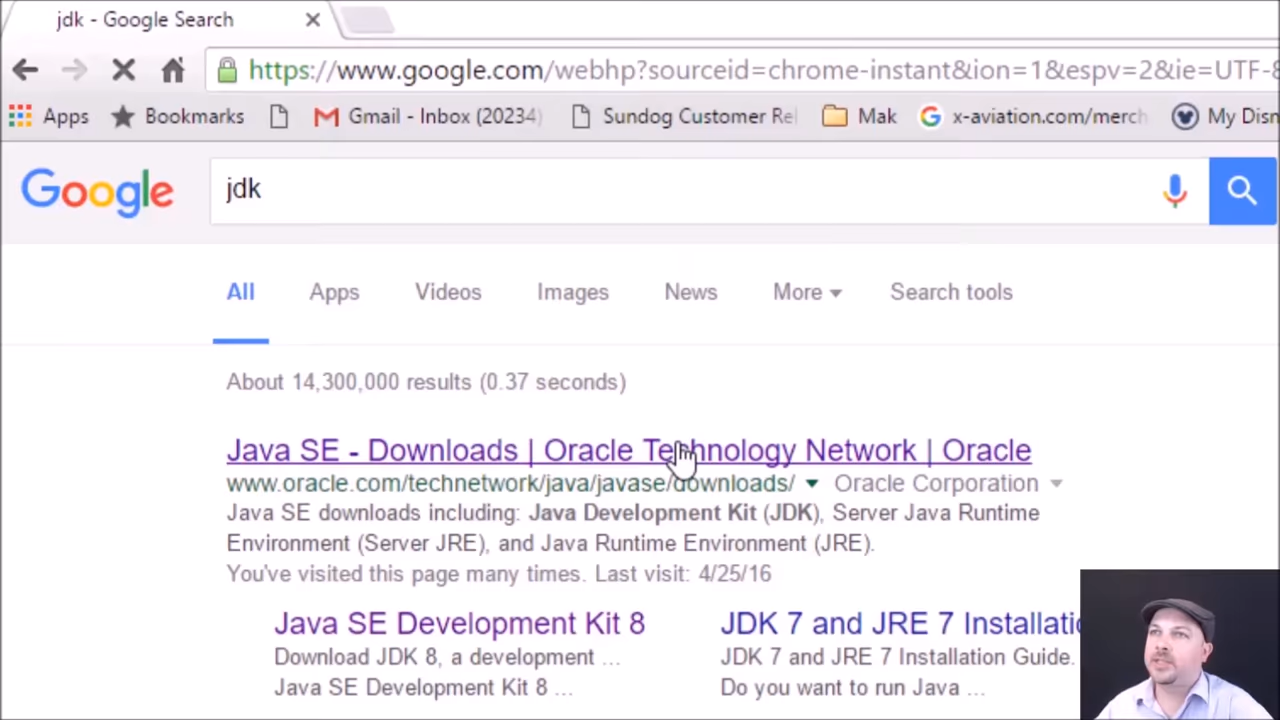 jdk - Google Search
https://www.google.com/webhp?sourceid=chrome-instant&ion=1&espv=2&ie=UTF-8
Apps Bookmarks Gmail - Inbox (20234) Sundog Customer Rel Mak x-aviation.com/merch My Disn
Google jdk
All Apps Videos Images News More Search tools
About 14,300,000 results (0.37 seconds)
Java SE - Downloads | Oracle Technology Network | Oracle
www.oracle.com/technetwork/java/javase/downloads/ Oracle Corporation
Java SE downloads including: Java Development Kit (JDK), Server Java Runtime
Environment (Server JRE), and Java Runtime Environment (JRE).
You've visited this page many times. Last visit: 4/25/16
Java SE Development Kit 8 JDK 7 and JRE 7 Installatio
Download JDK 8, a development ... JDK 7 and JRE 7 Installation Guide.
Java SE Development Kit 8 ... Do you want to run Java ...